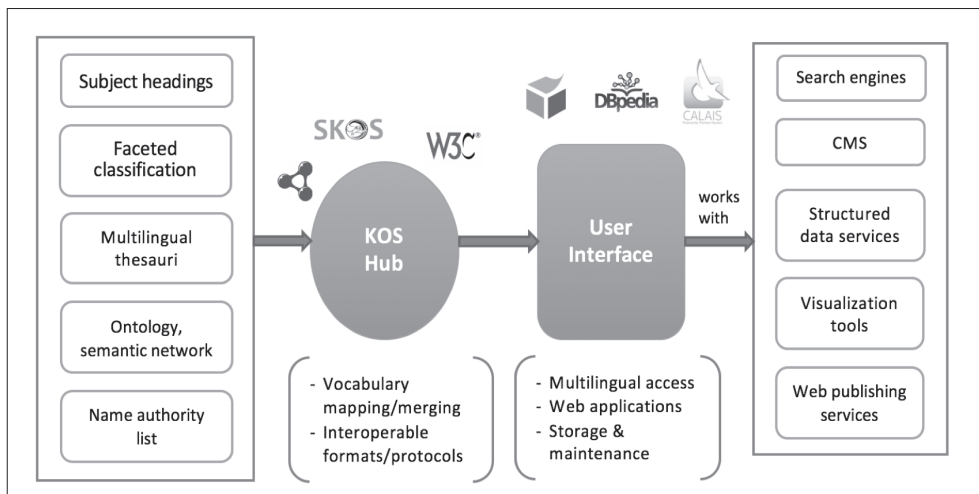 Subject headings
Faceted
classification
Multilingual
thesauri
Ontology,
semantic network
Name authority
list
SKOS
W3C®
KOS
Hub
- Vocabulary
mapping/merging
- Interoperable
formats/protocols
DBpedia
CALAIS
User
Interface
- Multilingual access
- Web applications
- Storage &
maintenance
works
with
Search engines
CMS
Structured
data services
Visualization
tools
Web publishing
services